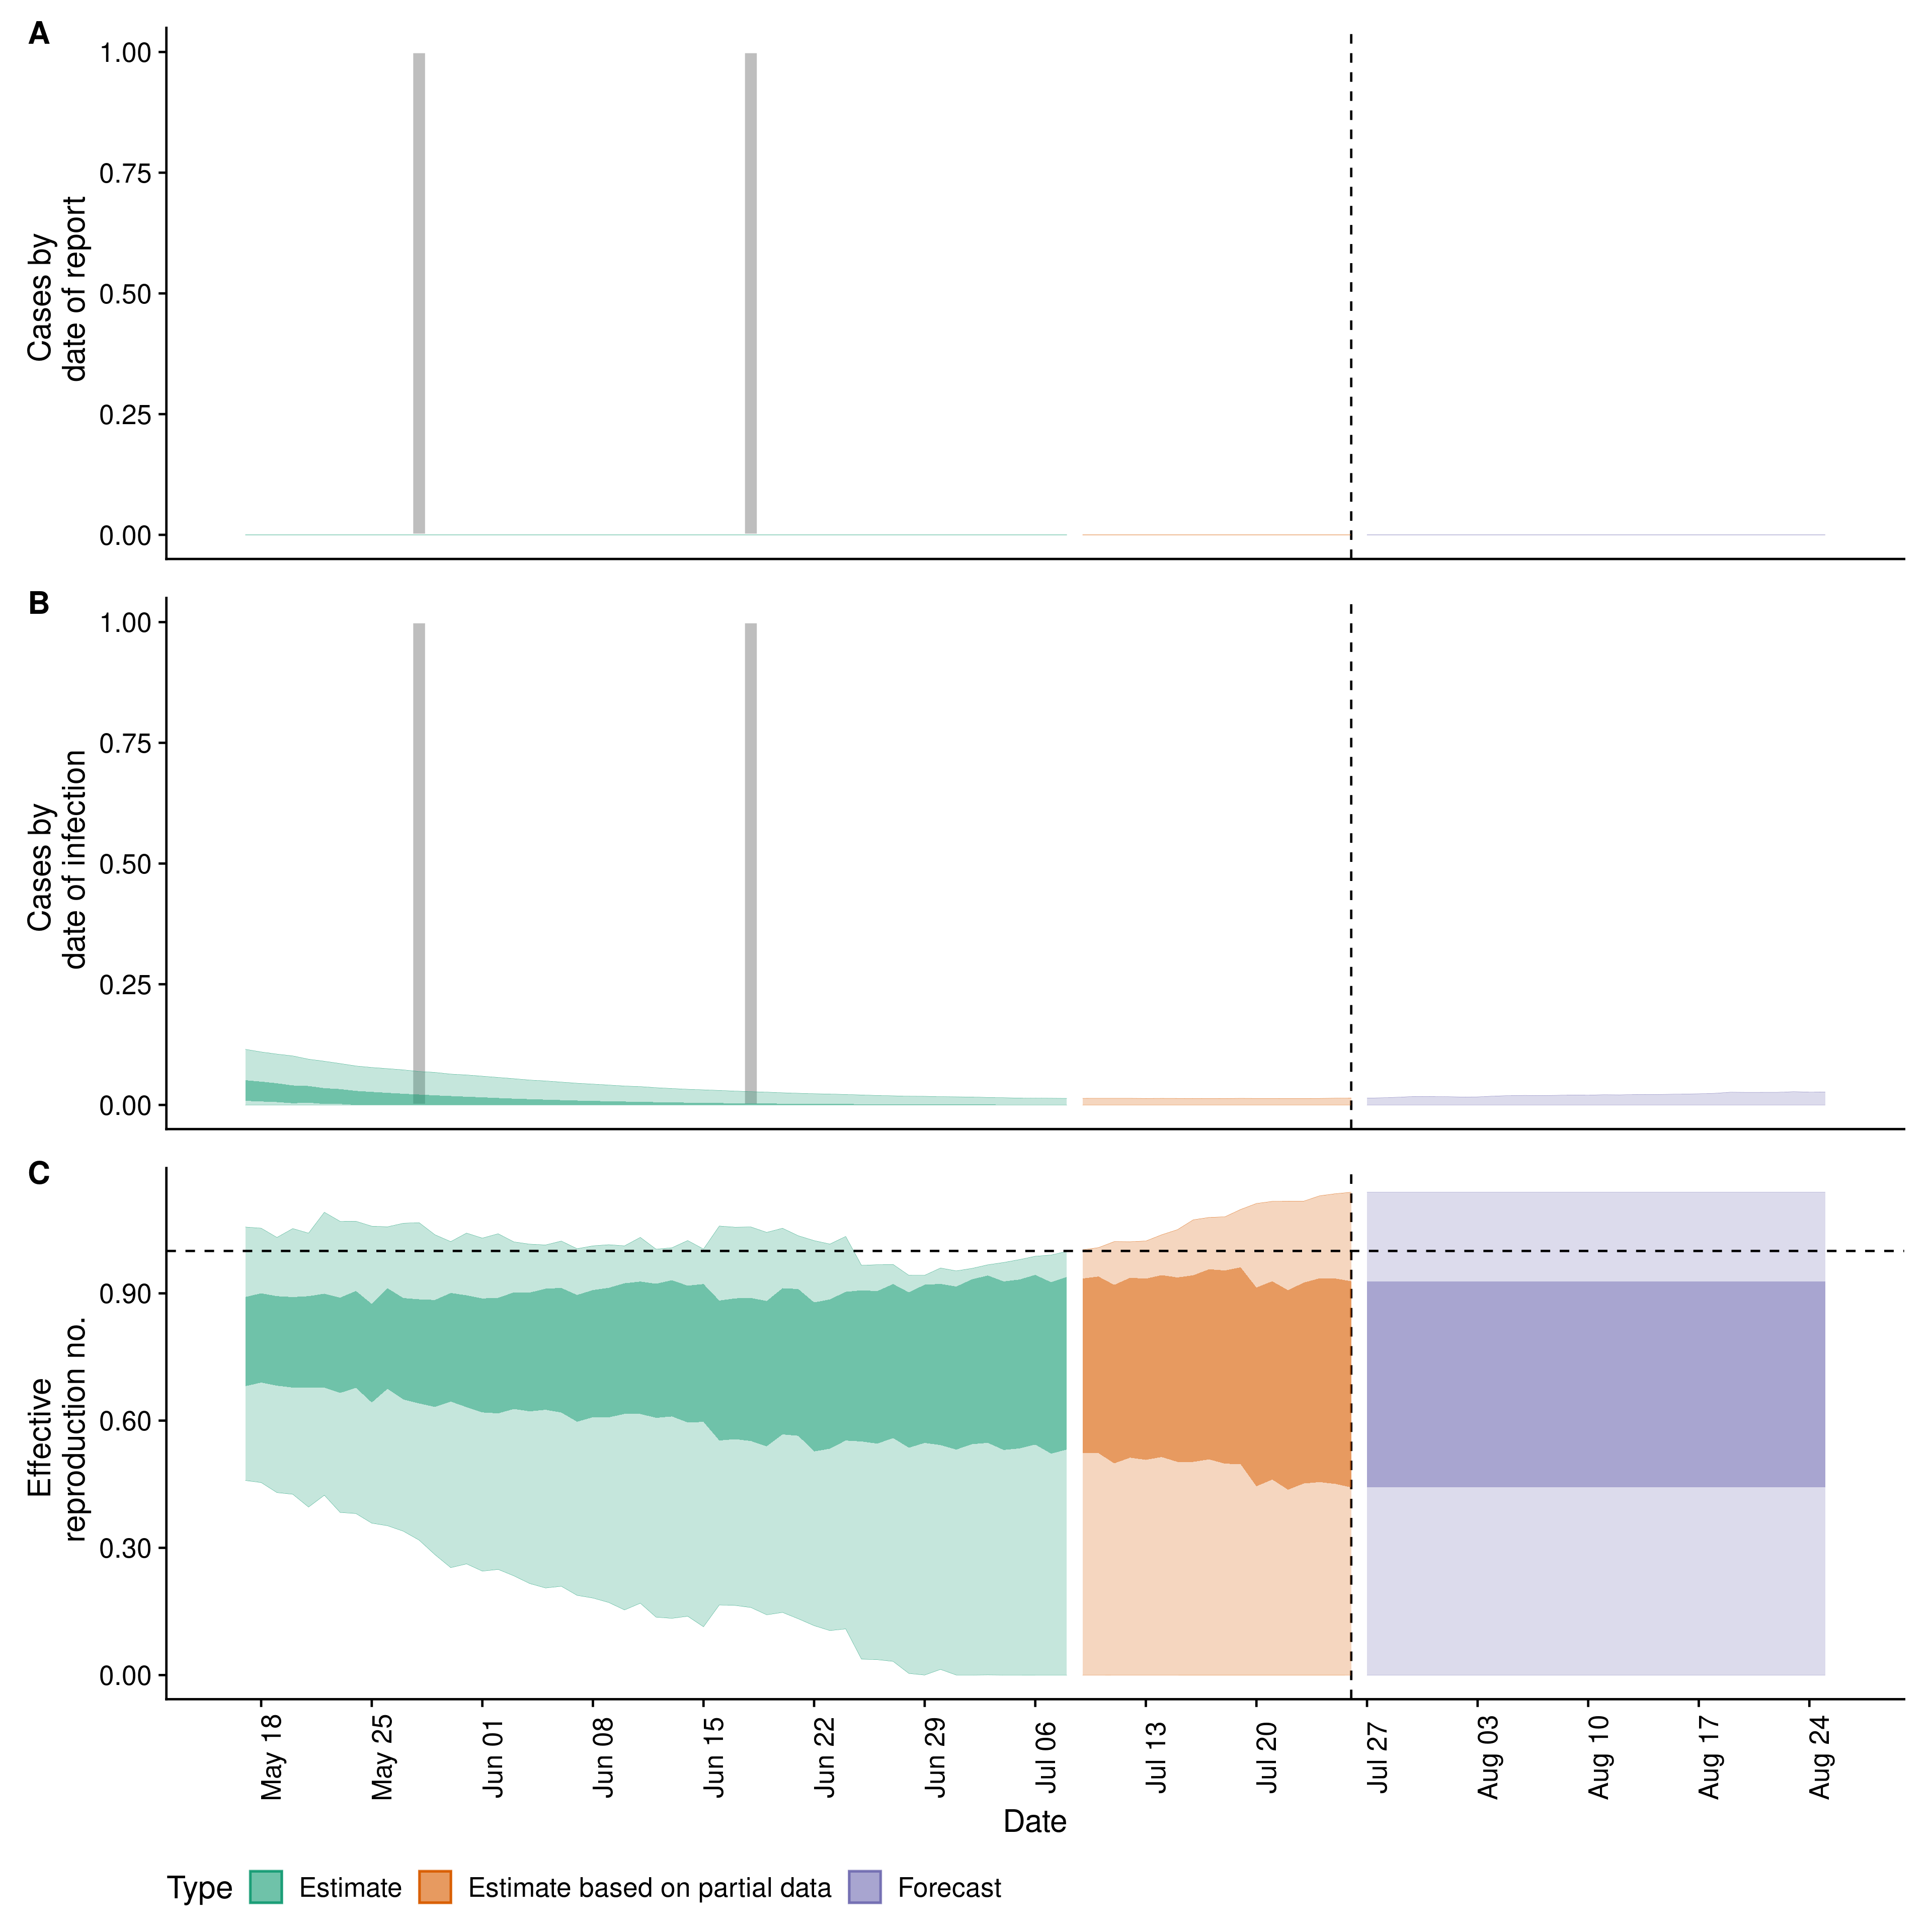 A
1.00
0.75
0.50
0.25
0.00
Cases by
date of report
B
1.00
0.75
0.50
0.25
0.00
Cases by
date of infection
C
0.90
0.60
0.30
0.00
Effective
reproduction no.
May 18
May 25
Jun 01
Jun 08
Jun 15
Jun 22
Jun 29
Jul 06
Jul 13
Jul 20
Jul 27
Aug 03
Aug 10
Aug 17
Aug 24
Date
Type Estimate Estimate based on partial data Forecast